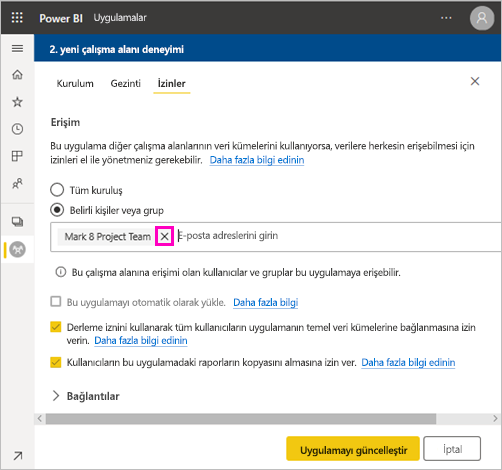 Power BI Uygulamalar
2. yeni çalışma alanı deneyimi
Kurulum Gezinti İzinler
Erişim
Bu uygulama diğer çalışma alanlarının veri kümelerini kullanıyorsa, verilere herkesin erişebilmesi için
izinleri el ile yönetmeniz gerekebilir. Daha fazla bilgi edinin
Tüm kuruluş
Belirli kişiler veya grup
Mark 8 Project Team E-posta adreslerini girin
Bu çalışma alanına erişimi olan kullanıcılar ve gruplar bu uygulamaya erişebilir.
Bu uygulamayı otomatik olarak yükle. Daha fazla bilgi
Derleme iznini kullanarak tüm kullanıcıların uygulamanın temel veri kümelerine bağlanmasına izin
verin. Daha fazla bilgi edinin
Kullanıcıların bu uygulamadaki raporların kopyasını almasına izin ver. Daha fazla bilgi edinin
Bağlantılar
Uygulamayı güncelleştir İptal